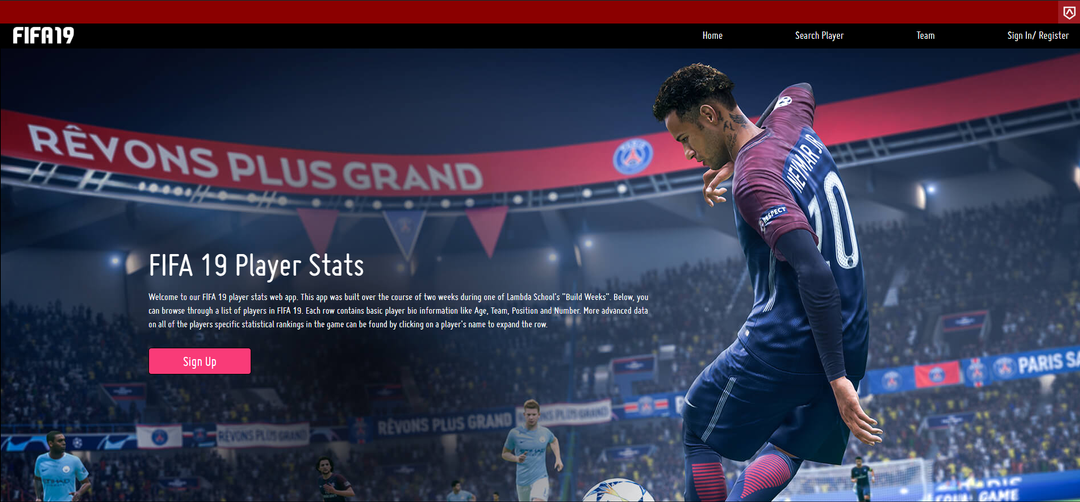 FIFA19
Home
Search Player
Team
Sign In/ Register
RÊVONS PLUS GRAND
NEYMAR JR
10
RESPECT
FIFA 19 Player Stats
Welcome to our FIFA 19 player stats web app. This app was built over the course of two weeks during one of Lambda School's "Build Weeks". Below, you
can browse through a list of players in FIFA 19. Each row contains basic player bio information like Age, Team, Position and Number. More advanced data
on all of the players specific statistical rankings in the game can be found by clicking on a player's name to expand the row.
Sign Up
PARIS SA
RÊVONS PLUS GRAND
RÊVONS PLUS GRAND
RÊVONS PLUS GRAND